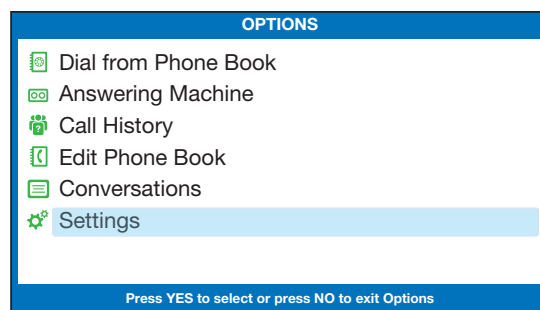 OPTIONS
Dial from Phone Book
Answering Machine
Call History
Edit Phone Book
Conversations
Settings
Press YES to select or press NO to exit Options